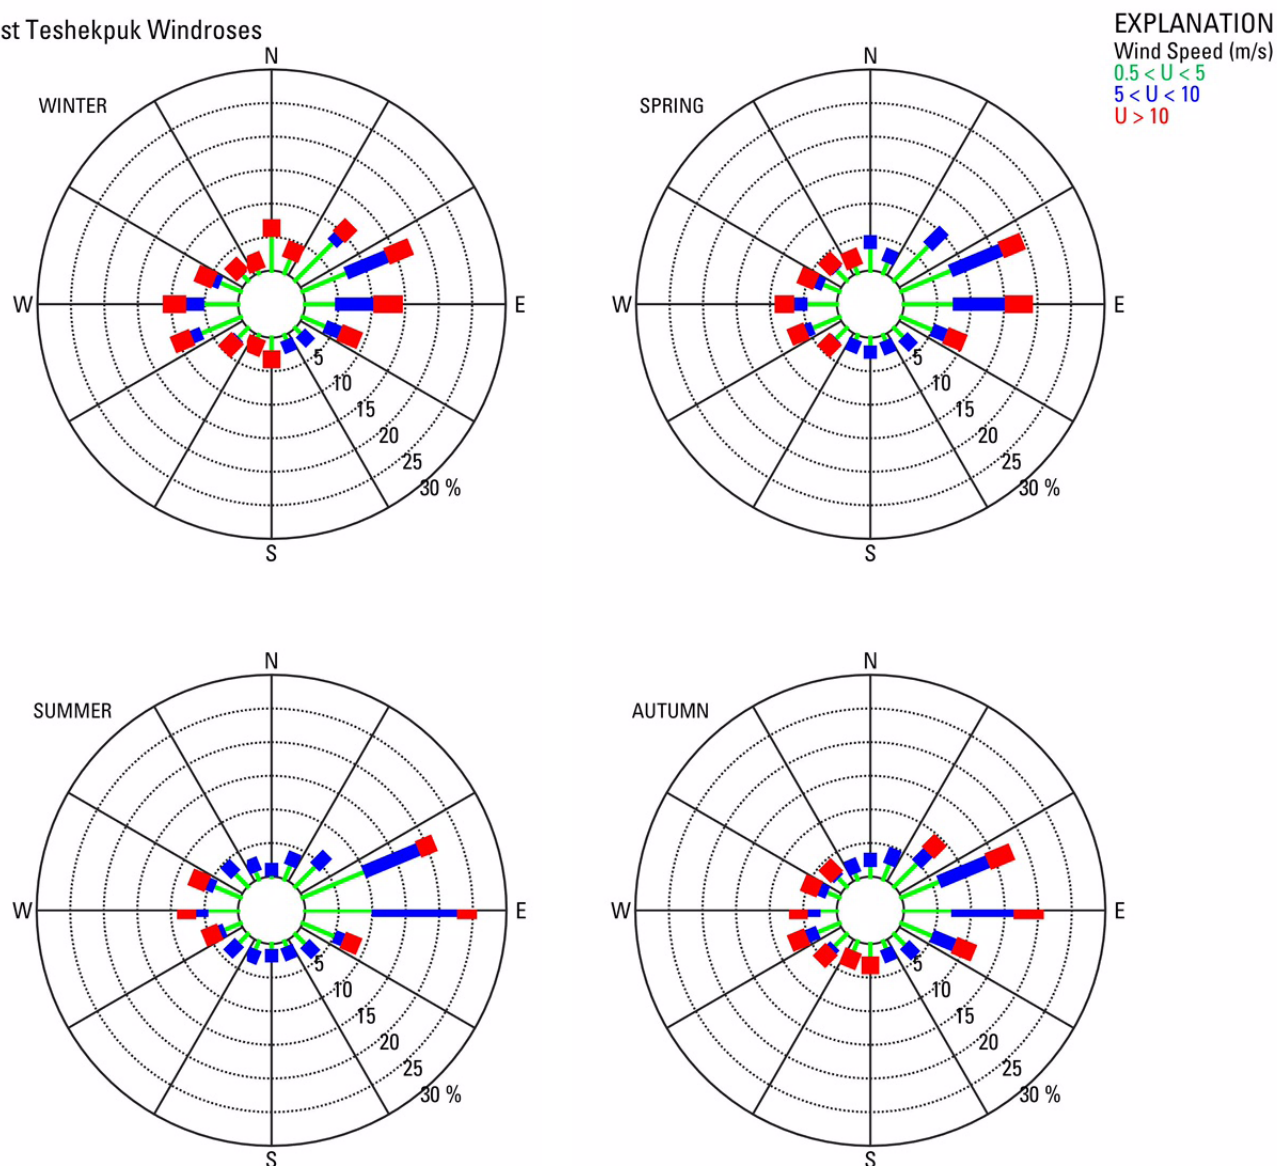 st Teshekpuk Windroses
EXPLANATION
Wind Speed (m/s)
0.5 < U < 5
5 < U < 10
U > 10
WINTER
N
W
E
S
5
10
15
20
25
30 %
SPRING
N
W
E
S
5
10
15
20
25
30 %
SUMMER
N
W
E
S
5
10
15
20
25
30 %
AUTUMN
N
W
E
S
5
10
15
20
25
30 %